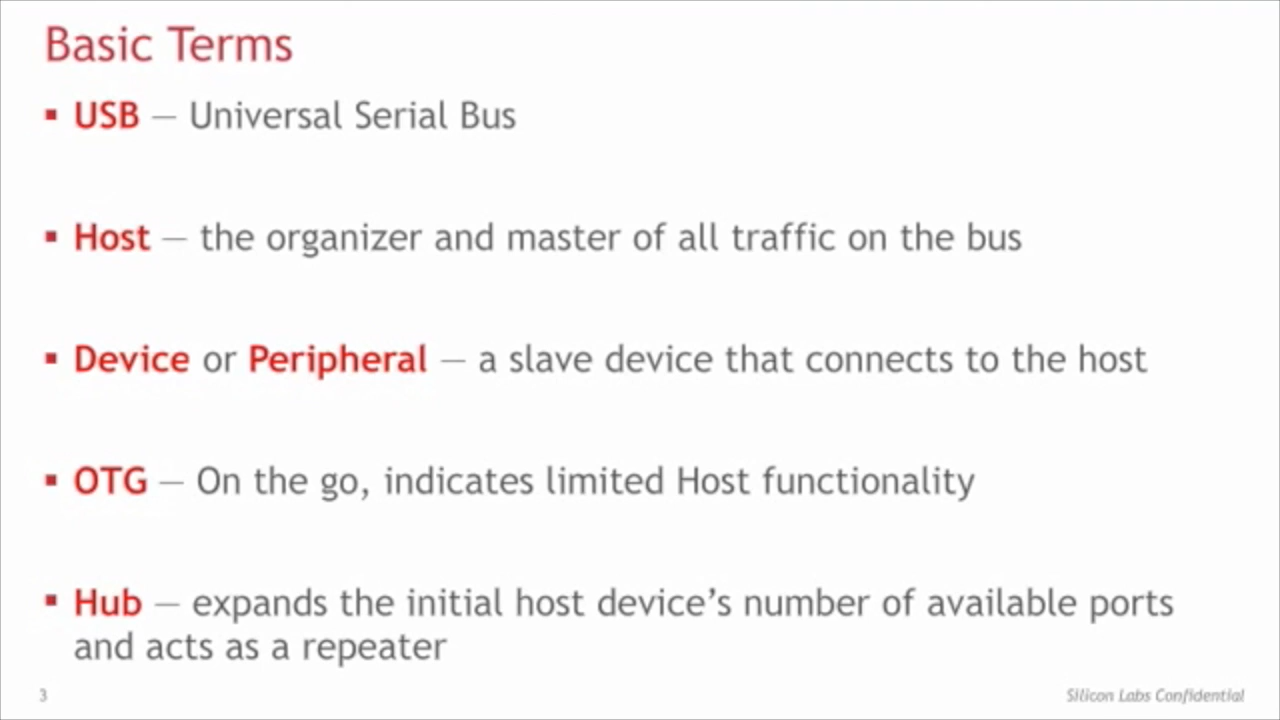 Basic Terms
▪ USB — Universal Serial Bus
▪ Host — the organizer and master of all traffic on the bus
▪ Device or Peripheral — a slave device that connects to the host
▪ OTG — On the go, indicates limited Host functionality
▪ Hub — expands the initial host device’s number of available ports
and acts as a repeater
3
Silicon Labs Confidential